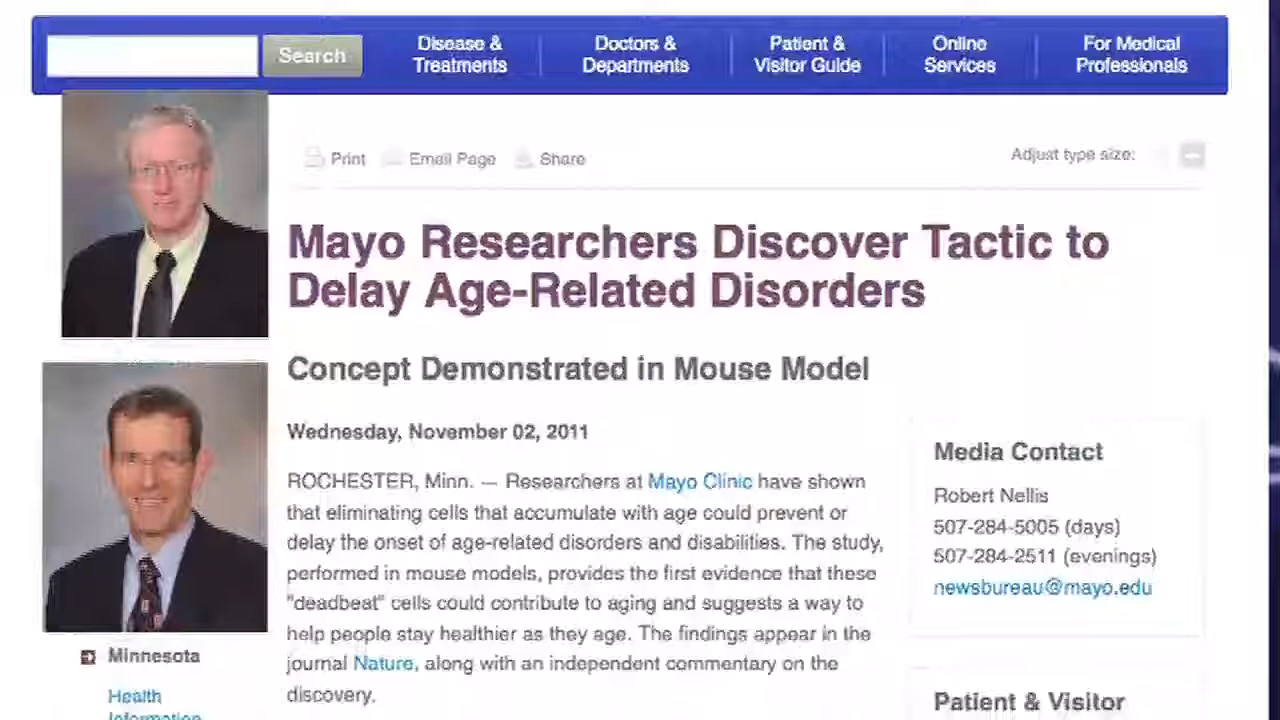 Search
Disease &
Treatments
Doctors &
Departments
Patient &
Visitor Guide
Online
Services
For Medical
Professionals
Print
Email Page
Share
Adjust type size:
Mayo Researchers Discover Tactic to
Delay Age-Related Disorders
Concept Demonstrated in Mouse Model
Wednesday, November 02, 2011
ROCHESTER, Minn. — Researchers at Mayo Clinic have shown
that eliminating cells that accumulate with age could prevent or
delay the onset of age-related disorders and disabilities. The study,
performed in mouse models, provides the first evidence that these
"deadbeat" cells could contribute to aging and suggests a way to
help people stay healthier as they age. The findings appear in the
journal Nature, along with an independent commentary on the
discovery.
Media Contact
Robert Nellis
507-284-5005 (days)
507-284-2511 (evenings)
newsbureau@mayo.edu
Patient & Visitor
Minnesota
Health
Information